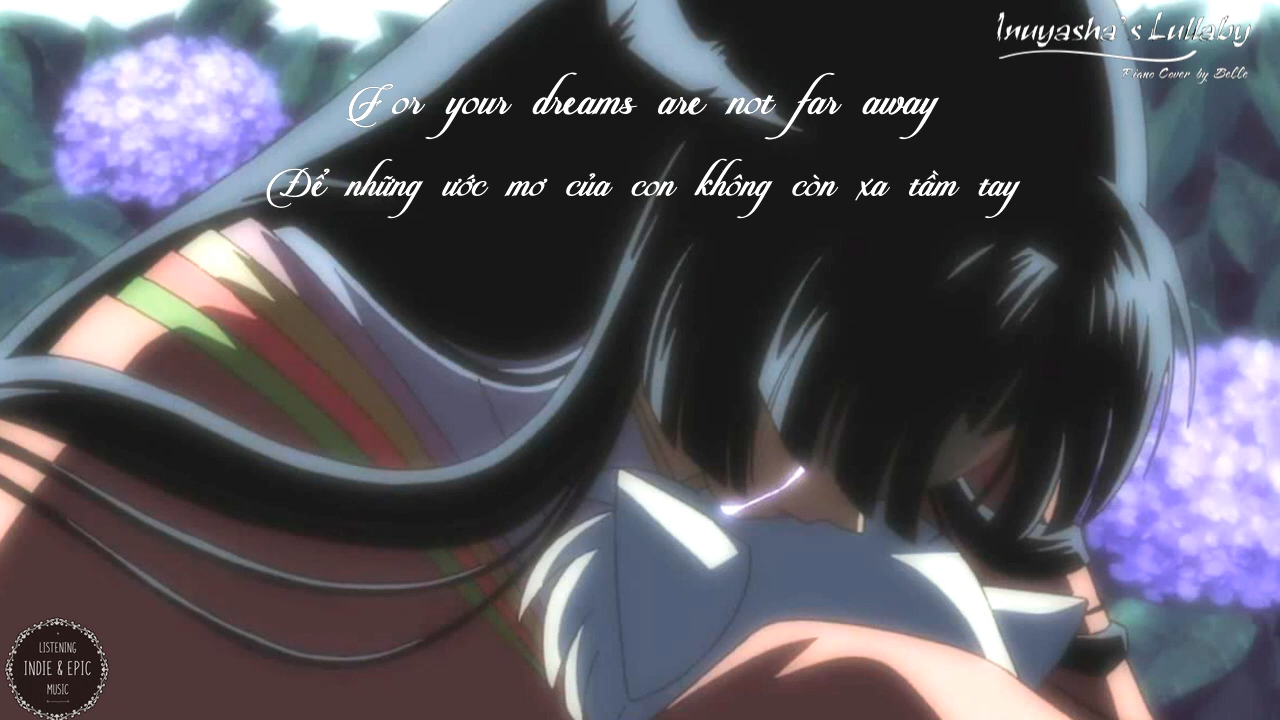 Inuyasha's Lullaby
Piano Cover by Delle
For your dreams are not far away
Để những ước mơ của con không còn xa tầm tay
LISTENING
INDIE & EPIC
MUSIC